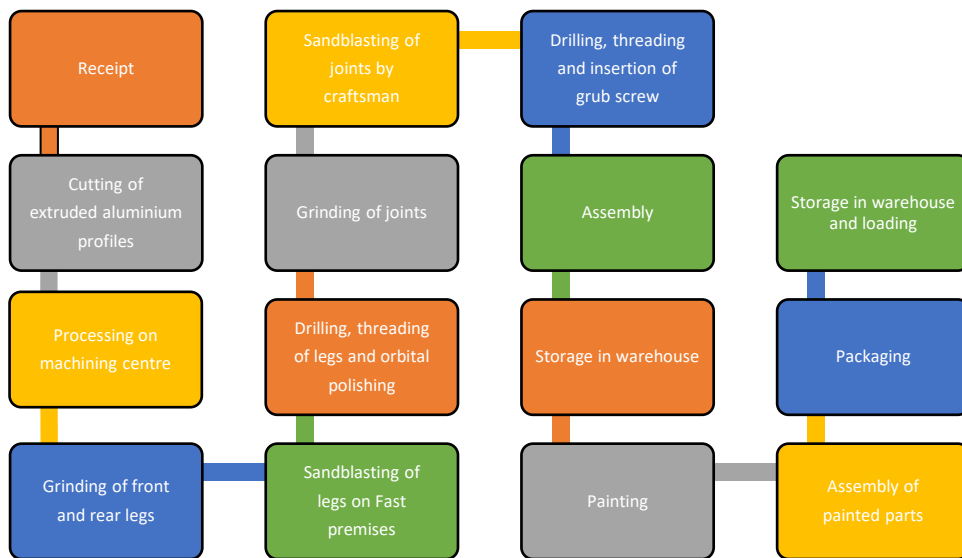 Receipt
Cutting of
extruded aluminium
profiles
Processing on
machining centre
Grinding of front
and rear legs
Sandblasting of
legs on Fast
premises
Drilling, threading
of legs and orbital
polishing
Grinding of joints
Sandblasting of
joints by
craftsman
Drilling, threading
and insertion of
grub screw
Assembly
Storage in warehouse
Painting
Assembly of
painted parts
Packaging
Storage in warehouse
and loading